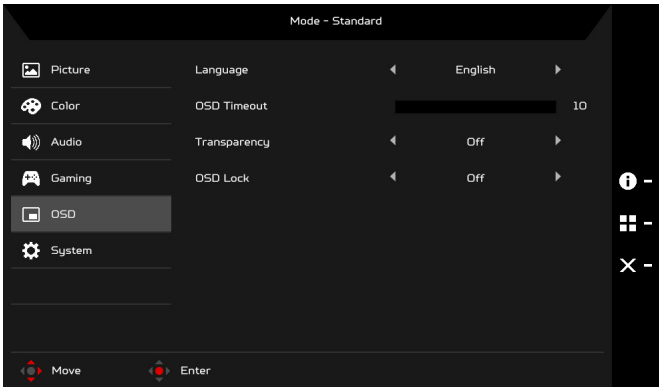 Mode - Standard
Picture
Language English
Color
OSD Timeout 10
Audio
Transparency Off
Gaming
OSD Lock Off
OSD
System
Move Enter